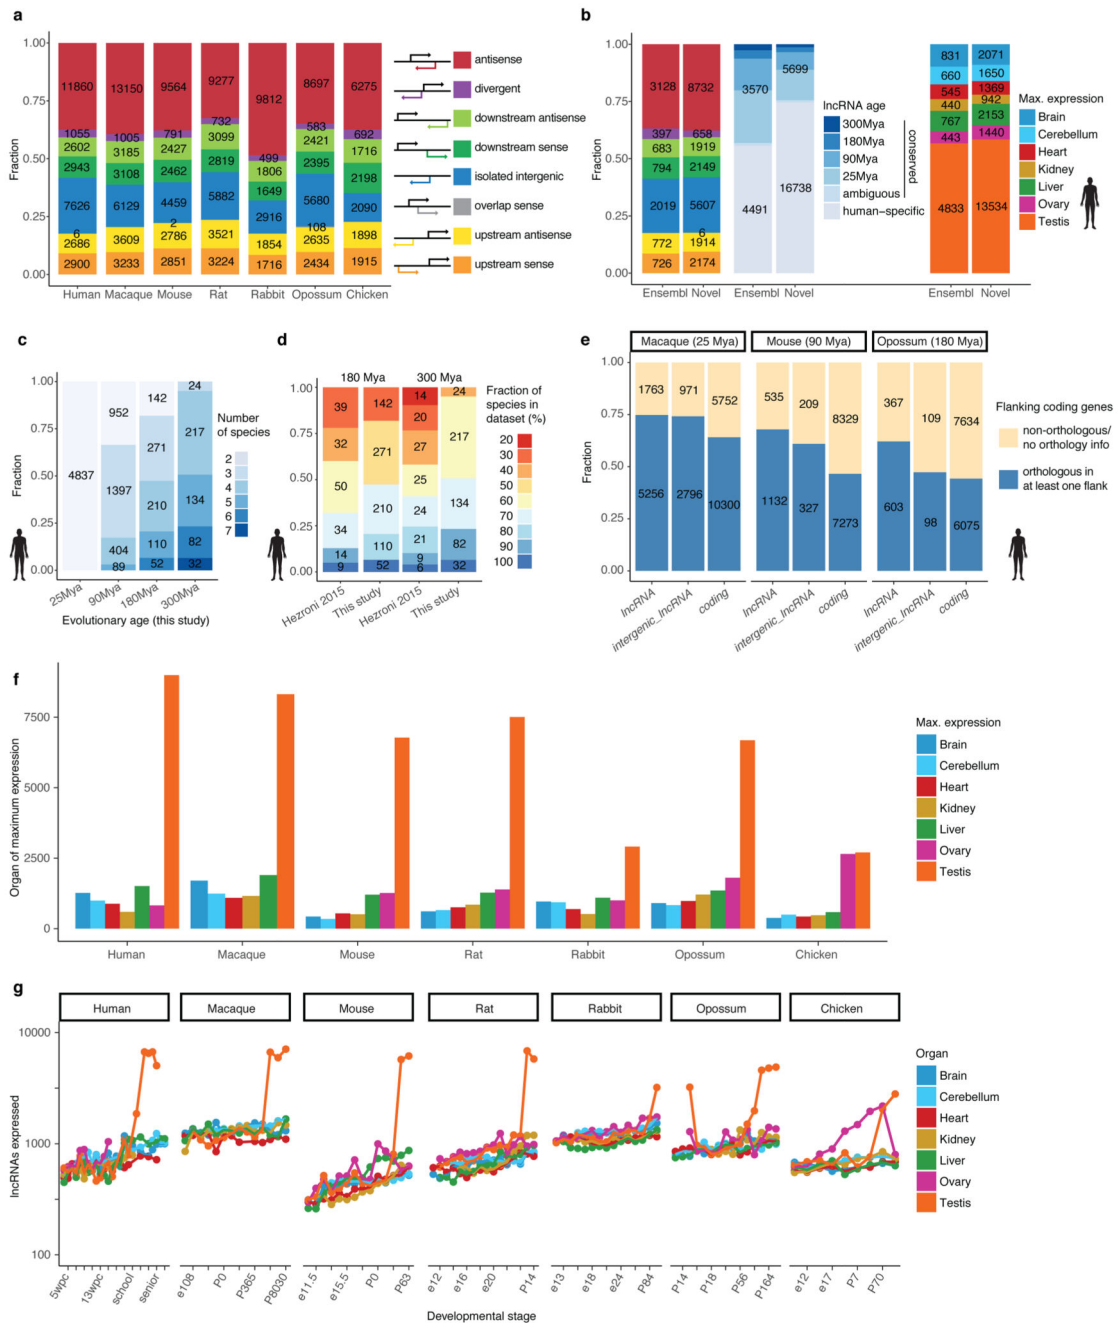 a
1.00
0.75
0.50
0.25
0.00
Fraction
11860 13150 9564 9277 9812 8697 6275
1055 1005 791 732 499 583 692
2602 3185 2427 3099 1806 2421 1716
2943 3108 2462 2819 1649 2395 2198
7626 6129 4459 5882 2916 5680 2090
6 2 108
2686 3609 2786 3521 1854 2635 1898
2900 3233 2851 3224 1716 2434 1915
Human Macaque Mouse Rat Rabbit Opossum Chicken
antisense
divergent
downstream antisense
downstream sense
isolated intergenic
overlap sense
upstream antisense
upstream sense
b
1.00
0.75
0.50
0.25
0.00
Fraction
3128 8732
397 658
683 1919
794 2149
2019 5607
6
772 1914
726 2174
Ensembl Novel
3570 5699
4491 16738
Ensembl Novel
lncRNA age
300Mya
180Mya
90Mya
25Mya
ambiguous
human-specific
conserved
831 2071
660 1650
545 1369
440 942
767 2153
443 1440
4833 13534
Ensembl Novel
Max. expression
Brain
Cerebellum
Heart
Kidney
Liver
Ovary
Testis
c
1.00
0.75
0.50
0.25
0.00
Fraction
4837
952
1397
404
89
142
271
210
110
52
24
217
134
82
32
25Mya 90Mya 180Mya 300Mya
Evolutionary age (this study)
Number
of species
2
3
4
5
6
7
d
180 Mya 300 Mya
1.00
0.75
0.50
0.25
0.00
39
32
50
34
14
9
142
271
210
110
52
14
20
27
25
24
21
9
6
24
217
134
82
32
Hezroni 2015 This study Hezroni 2015 This study
Fraction of
species in
dataset (%)
20
30
40
50
60
70
80
90
100
e
Macaque (25 Mya) Mouse (90 Mya) Opossum (180 Mya)
1.00
0.75
0.50
0.25
0.00
Fraction
1763 971 5752 535 209 8329 367 109 7634
5256 2796 10300 1132 327 7273 603 98 6075
lncRNA intergenic_lncRNA coding lncRNA intergenic_lncRNA coding lncRNA intergenic_lncRNA coding
Flanking coding genes
non-orthologous/
no orthology info
orthologous in
at least one flank
f
7500
5000
2500
0
Organ of maximum expression
Human Macaque Mouse Rat Rabbit Opossum Chicken
Max. expression
Brain
Cerebellum
Heart
Kidney
Liver
Ovary
Testis
g
Human Macaque Mouse Rat Rabbit Opossum Chicken
10000
1000
100
lncRNAs expressed
5wpc 13wpc school senior e108 P0 P365 P8030 e11.5 e15.5 P0 P63 e12 e16 e20 P14 e13 e18 e24 P84 P14 P18 P56 P164 e12 e17 P7 P70
Developmental stage
Organ
Brain
Cerebellum
Heart
Kidney
Liver
Ovary
Testis